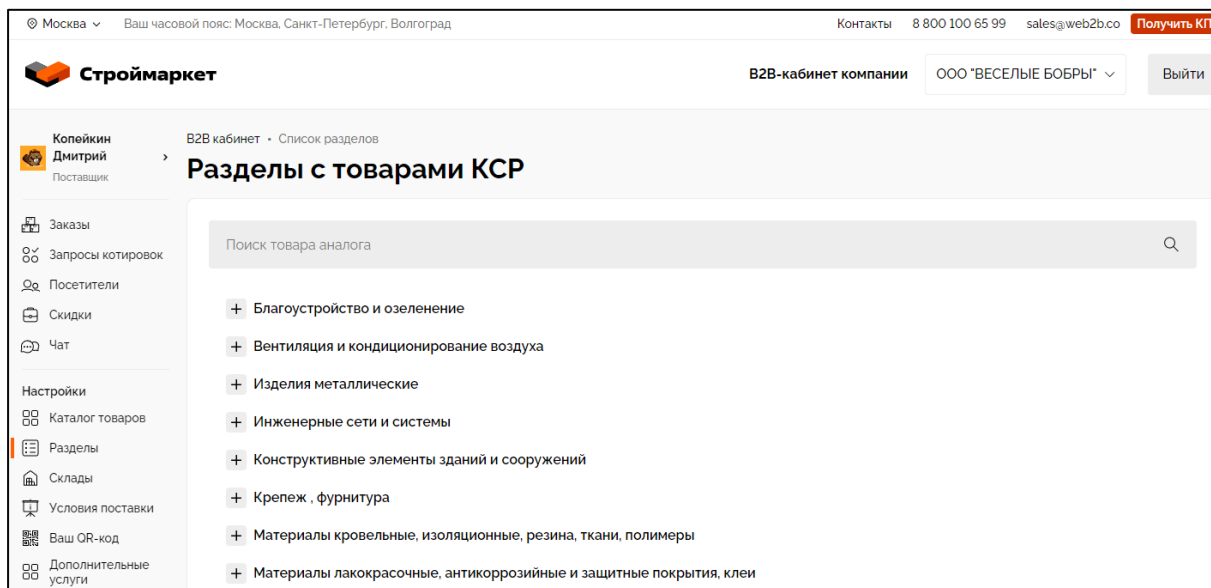 Москва
Ваш часовой пояс: Москва, Санкт-Петербург, Волгоград
Контакты
8 800 100 65 99
sales@web2b.co
Получить КП
Строймаркет
B2B-кабинет компании
ООО "ВЕСЕЛЫЕ БОБРЫ"
Выйти
Копейкин
Дмитрий
Поставщик
Заказы
Запросы котировок
Посетители
Скидки
Чат
Настройки
Каталог товаров
Разделы
Склады
Условия поставки
Ваш QR-код
Дополнительные
услуги
B2B кабинет • Список разделов
Разделы с товарами КСР
Поиск товара аналога
Благоустройство и озеленение
Вентиляция и кондиционирование воздуха
Изделия металлические
Инженерные сети и системы
Конструктивные элементы зданий и сооружений
Крепеж , фурнитура
Материалы кровельные, изоляционные, резина, ткани, полимеры
Материалы лакокрасочные, антикоррозийные и защитные покрытия, клеи